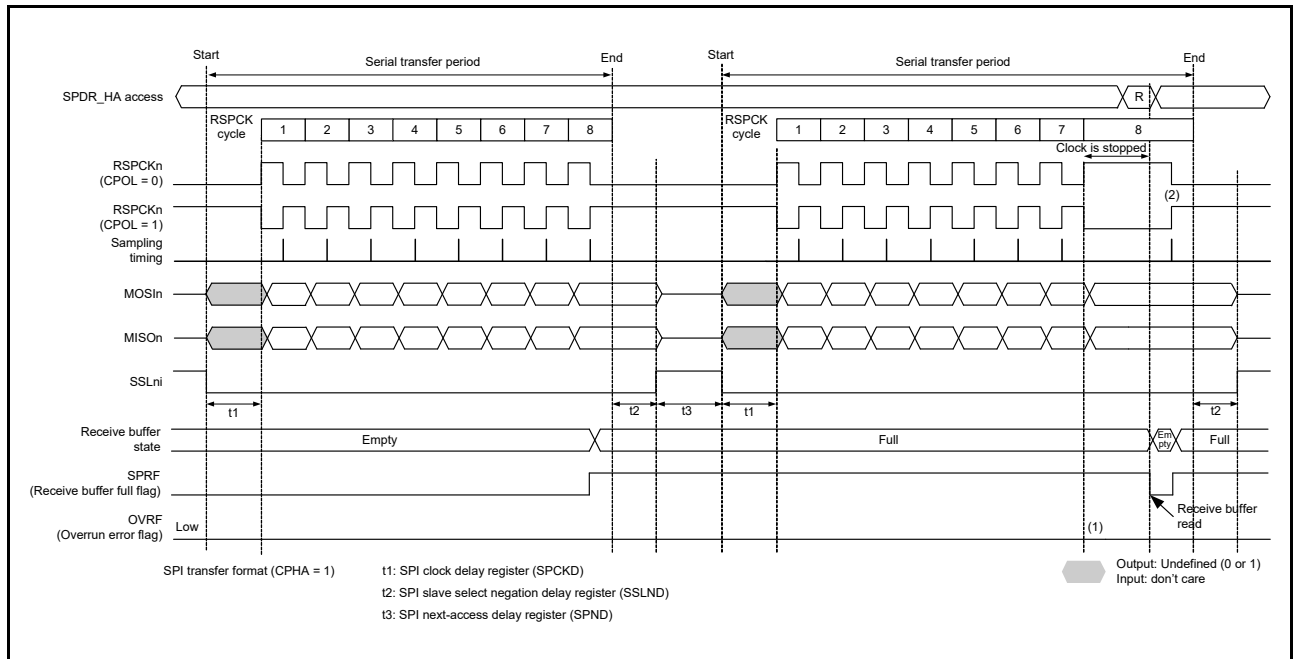 Start
Serial transfer period
End
Start
Serial transfer period
End
SPDR_HA access
R
RSPCK
cycle
1 2 3 4 5 6 7 8
RSPCK
cycle
1 2 3 4 5 6 7 8
Clock is stopped
RSPCKn
(CPOL = 0)
(2)
RSPCKn
(CPOL = 1)
Sampling
timing
MOSIn
MISOn
SSLni
t1
t2
t3
t1
t2
Receive buffer
state
Empty
Full
Em
pty
Full
SPRF
(Receive buffer full flag)
Receive buffer
read
OVRF
(Overrun error flag)
Low
(1)
SPI transfer format (CPHA = 1)
t1: SPI clock delay register (SPCKD)
t2: SPI slave select negation delay register (SSLND)
t3: SPI next-access delay register (SPND)
Output: Undefined (0 or 1)
Input: don't care